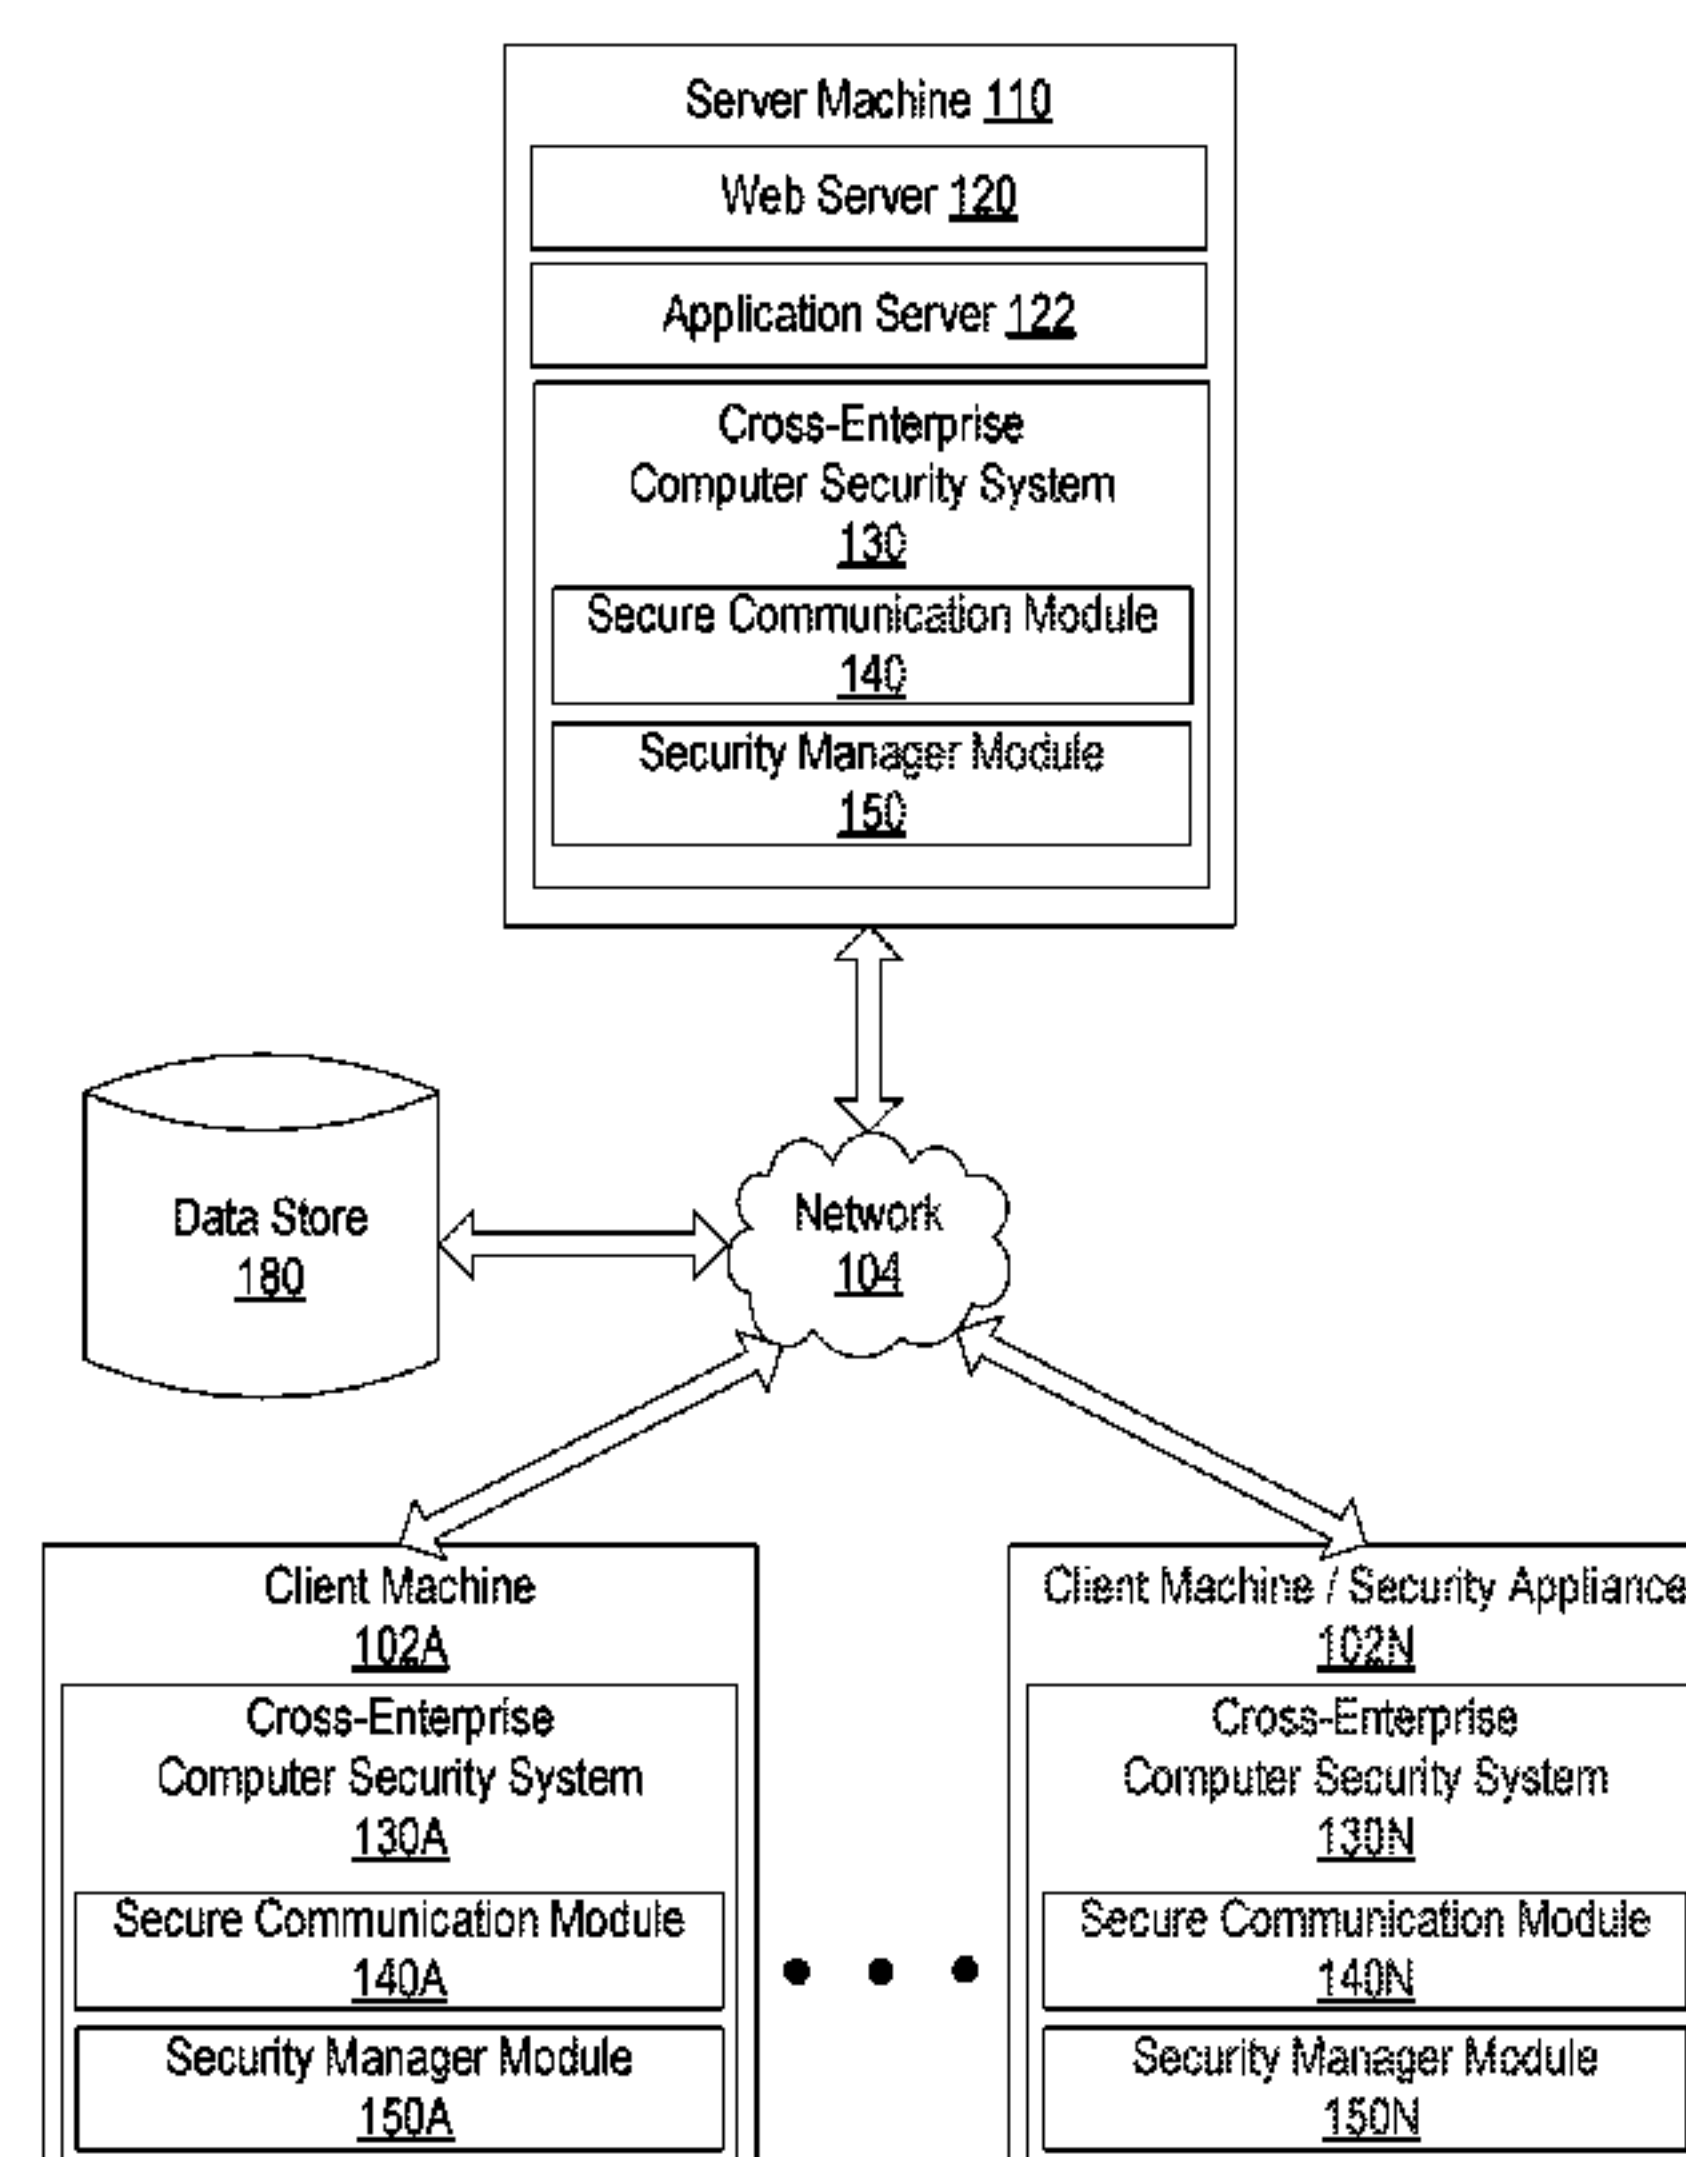 Server Machine 110
Web Server 120
Application Server 122
Cross-Enterprise
Computer Security System
130
Secure Communication Module
140
Security Manager Module
150
Data Store
180
Network
104
Client Machine
102A
Cross-Enterprise
Computer Security System
130A
Secure Communication Module
140A
Security Manager Module
150A
Client Machine / Security Appliance
102N
Cross-Enterprise
Computer Security System
130N
Secure Communication Module
140N
Security Manager Module
150N